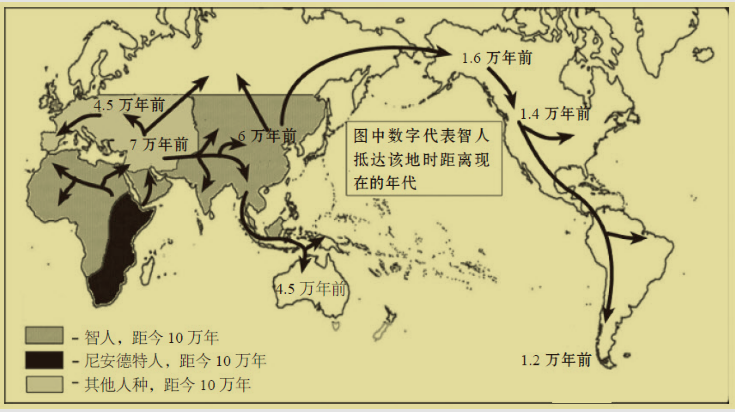 1.6 万年前
4.5 万年前
1.4 万年前
7 万年前
6 万年前
图中数字代表智人
抵达该地时距离现
在的年代
4.5 万年前
1.2 万年前
- 智人，距今 10 万年
- 尼安德特人，距今 10 万年
- 其他人种，距今 10 万年